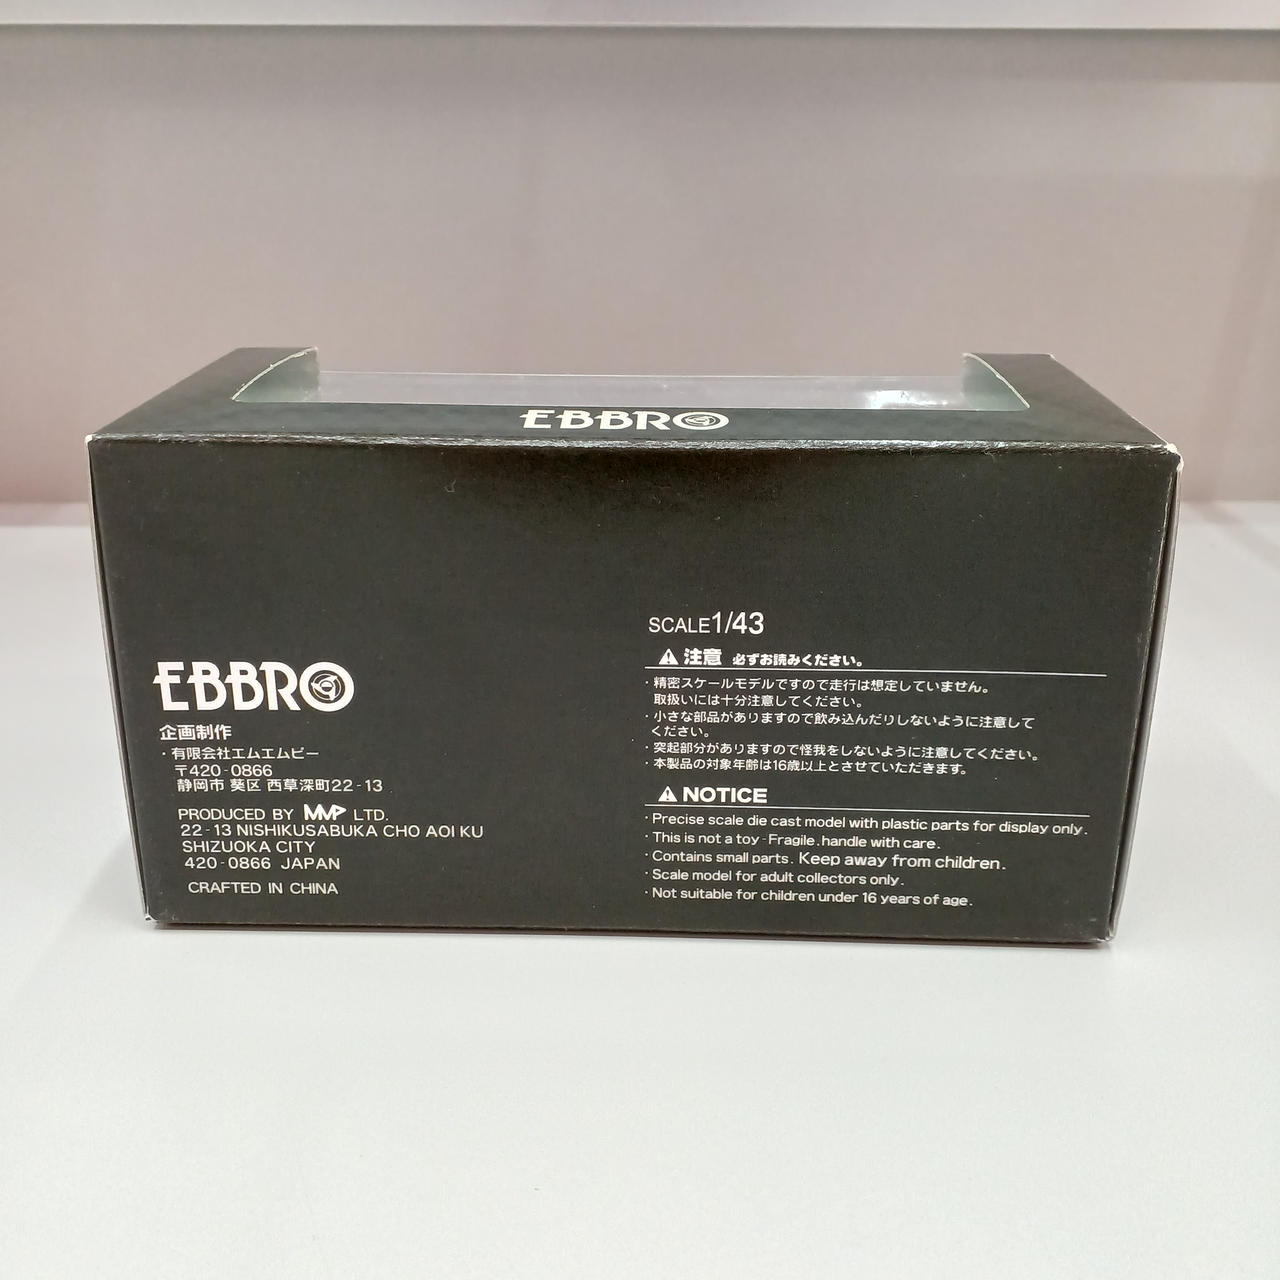 EBBRO
EBBRO
企画制作
・有限会社エムエムピー
〒420-0866
静岡市 葵区 西草深町22-13
PRODUCED BY MMP LTD.
22-13 NISHIKUSABUKA CHO AOI KU
SHIZUOKA CITY
420-0866 JAPAN
CRAFTED IN CHINA
SCALE1/43
⚠注意 必ずお読みください。
・精密スケールモデルですので走行は想定していません。
取扱いには十分注意してください。
・小さな部品がありますので飲み込んだりしないように注意して
ください。
・突起部分がありますので怪我をしないように注意してください。
・本製品の対象年齢は16歳以上とさせていただきます。
⚠NOTICE
・Precise scale die cast model with plastic parts for display only.
・This is not a toy-Fragile.handle with care.
・Contains small parts. Keep away from children.
・Scale model for adult collectors only.
・Not suitable for children under 16 years of age.